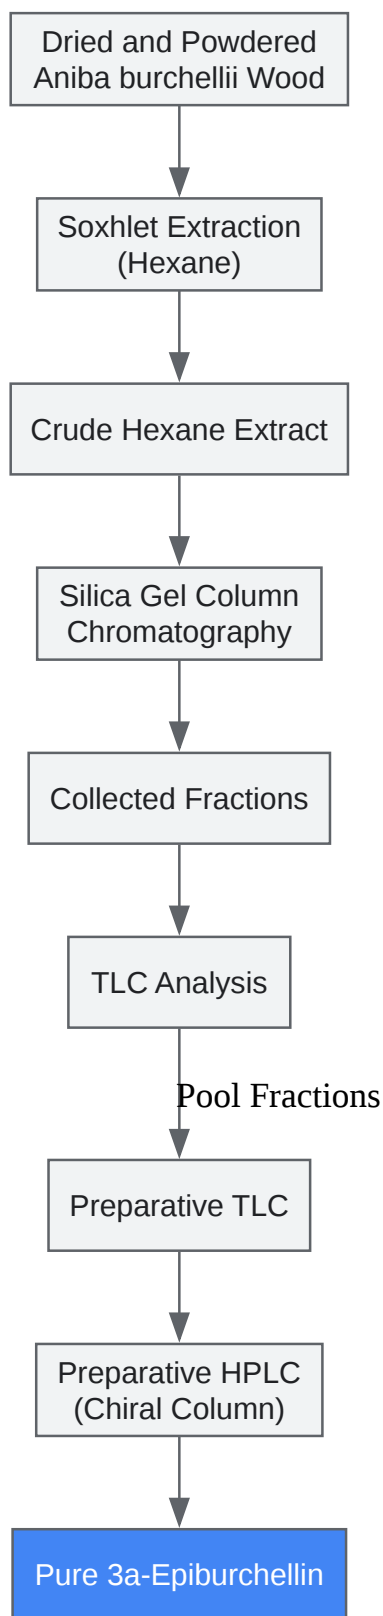 Dried and Powdered
Aniba burchellii Wood
Soxhlet Extraction
(Hexane)
Crude Hexane Extract
Silica Gel Column
Chromatography
Collected Fractions
TLC Analysis
Pool Fractions
Preparative TLC
Preparative HPLC
(Chiral Column)
Pure 3a-Epiburchellin